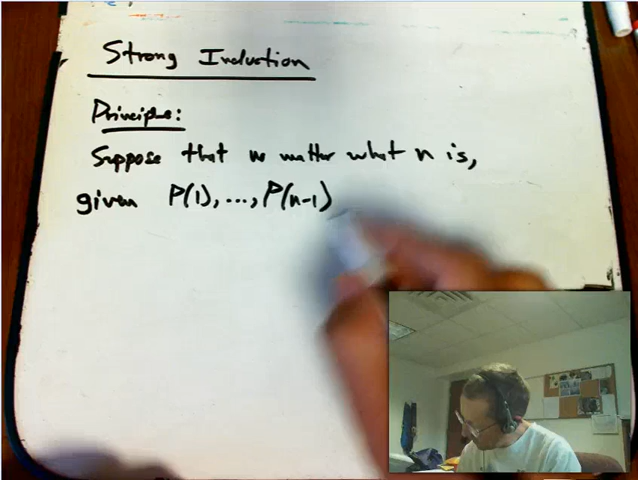 Strong Induction
Principle:
Suppose that no matter what n is,
given P(1), ..., P(n-1)